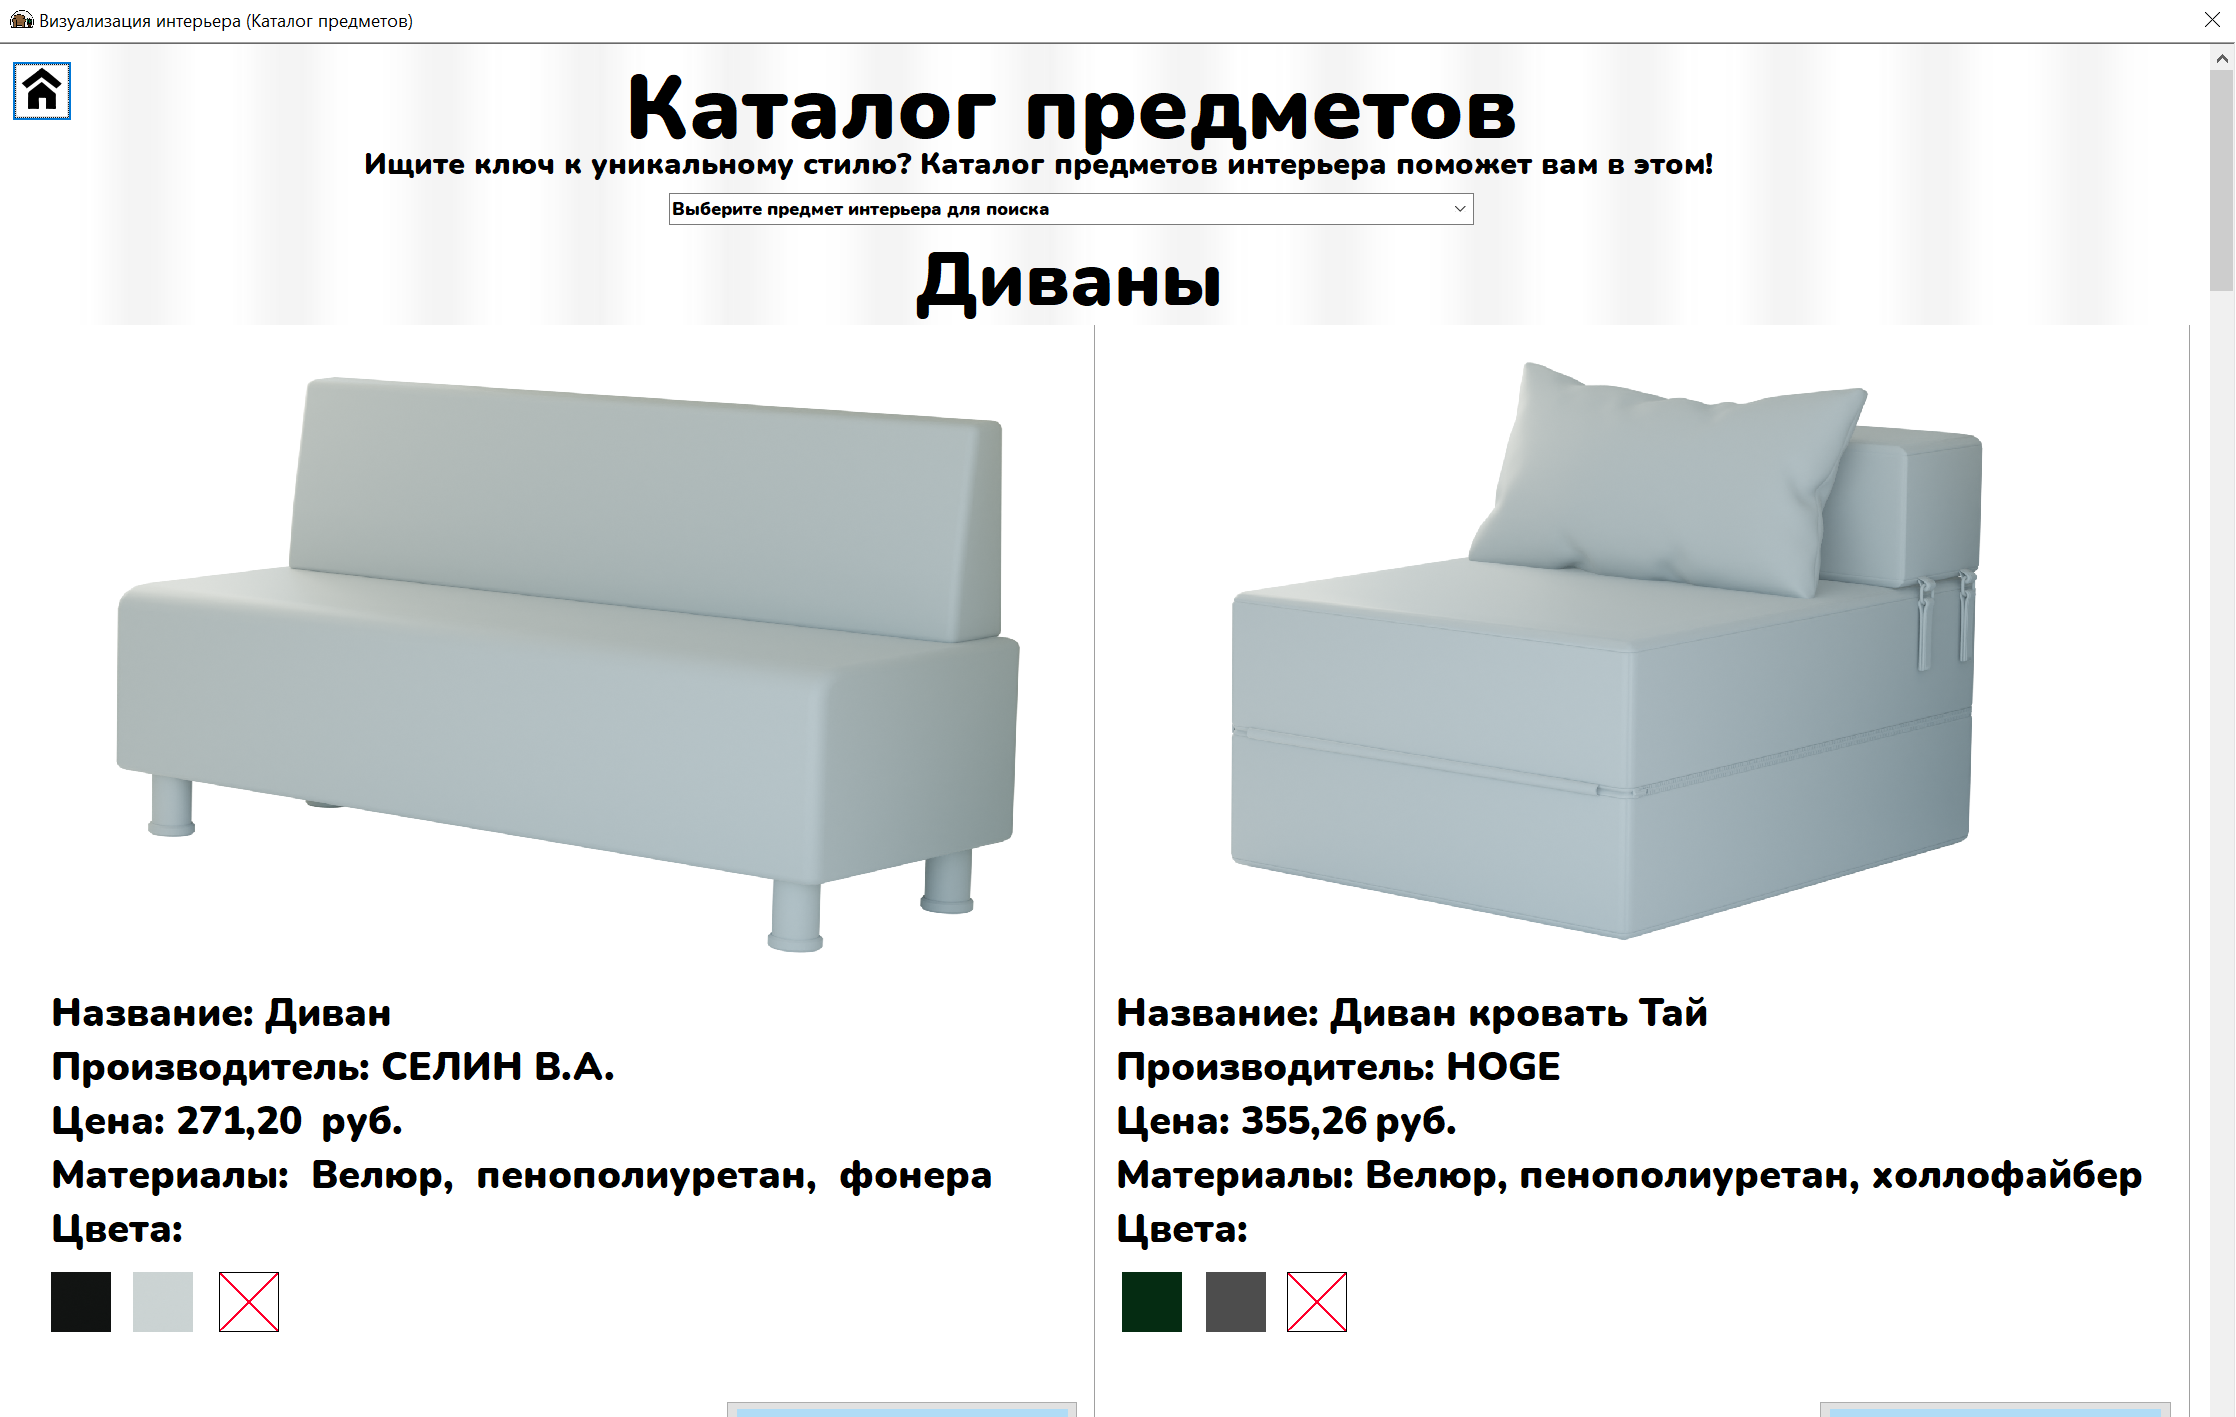 Визуализация интерьера (Каталог предметов)
Каталог предметов
Ищите ключ к уникальному стилю? Каталог предметов интерьера поможет вам в этом!
Выберите предмет интерьера для поиска
Диваны
Название: Диван
Производитель: СЕЛИН В.А.
Цена: 271,20 руб.
Материалы: Велюр, пенополиуретан, фонера
Цвета:
Название: Диван кровать Тай
Производитель: HOGE
Цена: 355,26 руб.
Материалы: Велюр, пенополиуретан, холлофайбер
Цвета: